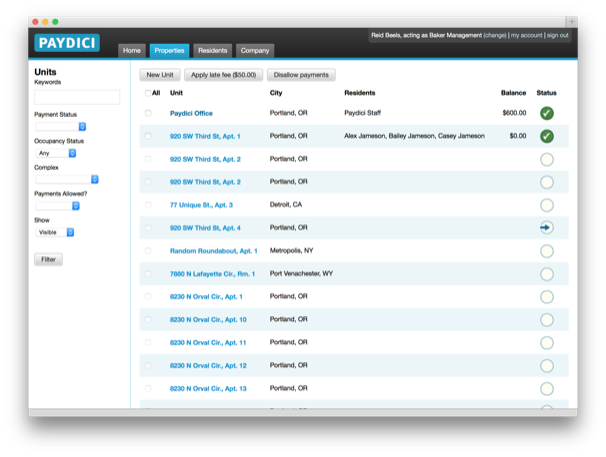 Reid Beels, acting as Baker Management (change) | my account | sign out
PAYDICI
Home Properties Residents Company
Units
Keywords
Payment Status
Occupancy Status
Any
Complex
Payments Allowed?
Show
Visible
Filter
New Unit Apply late fee ($50.00) Disallow payments
All Unit City Residents Balance Status
Paydici Office Portland, OR Paydici Staff $600.00
920 SW Third St, Apt. 1 Portland, OR Alex Jameson, Bailey Jameson, Casey Jameson $0.00
920 SW Third St, Apt. 2 Portland, OR
920 SW Third St, Apt. 2 Portland, OR
77 Unique St., Apt. 3 Detroit, CA
920 SW Third St, Apt. 4 Portland, OR
Random Roundabout, Apt. 1 Metropolis, NY
7880 N Lafayette Cir., Rm. 1 Port Venachester, WY
8230 N Orval Cir., Apt. 1 Portland, OR
8230 N Orval Cir., Apt. 10 Portland, OR
8230 N Orval Cir., Apt. 11 Portland, OR
8230 N Orval Cir., Apt. 12 Portland, OR
8230 N Orval Cir., Apt. 13 Portland, OR